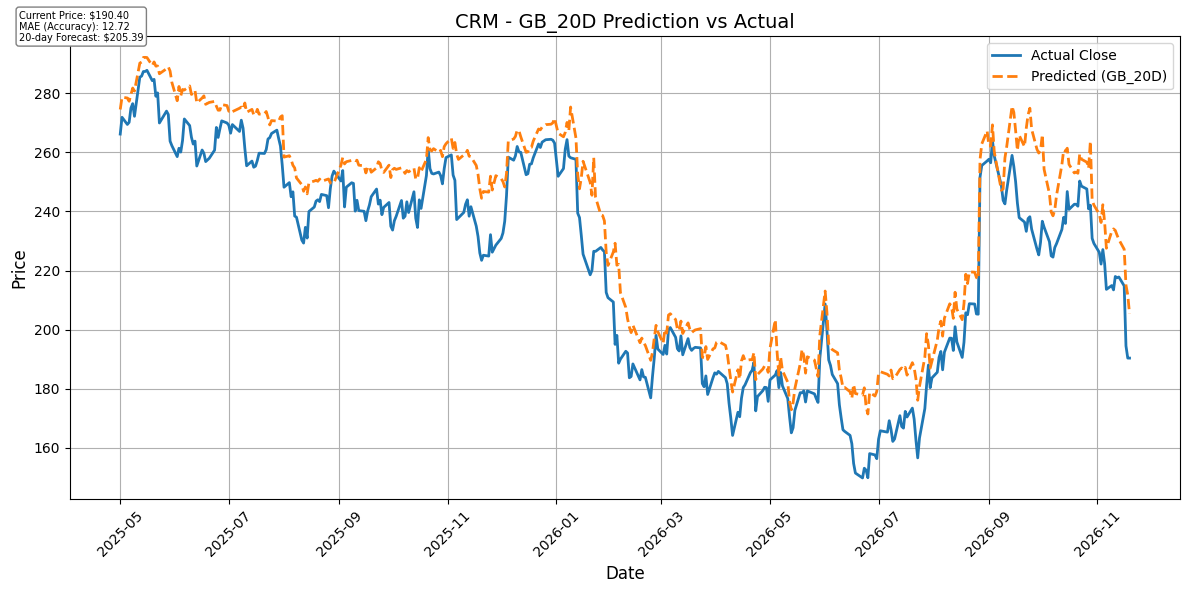 CRM - GB_20D Prediction vs Actual
Current Price: $190.40
MAE (Accuracy): 12.72
20-day Forecast: $205.39
Actual Close
Predicted (GB_20D)
Price
280
260
240
220
200
180
160
2025-05
2025-07
2025-09
2025-11
2026-01
2026-03
2026-05
2026-07
2026-09
2026-11
Date